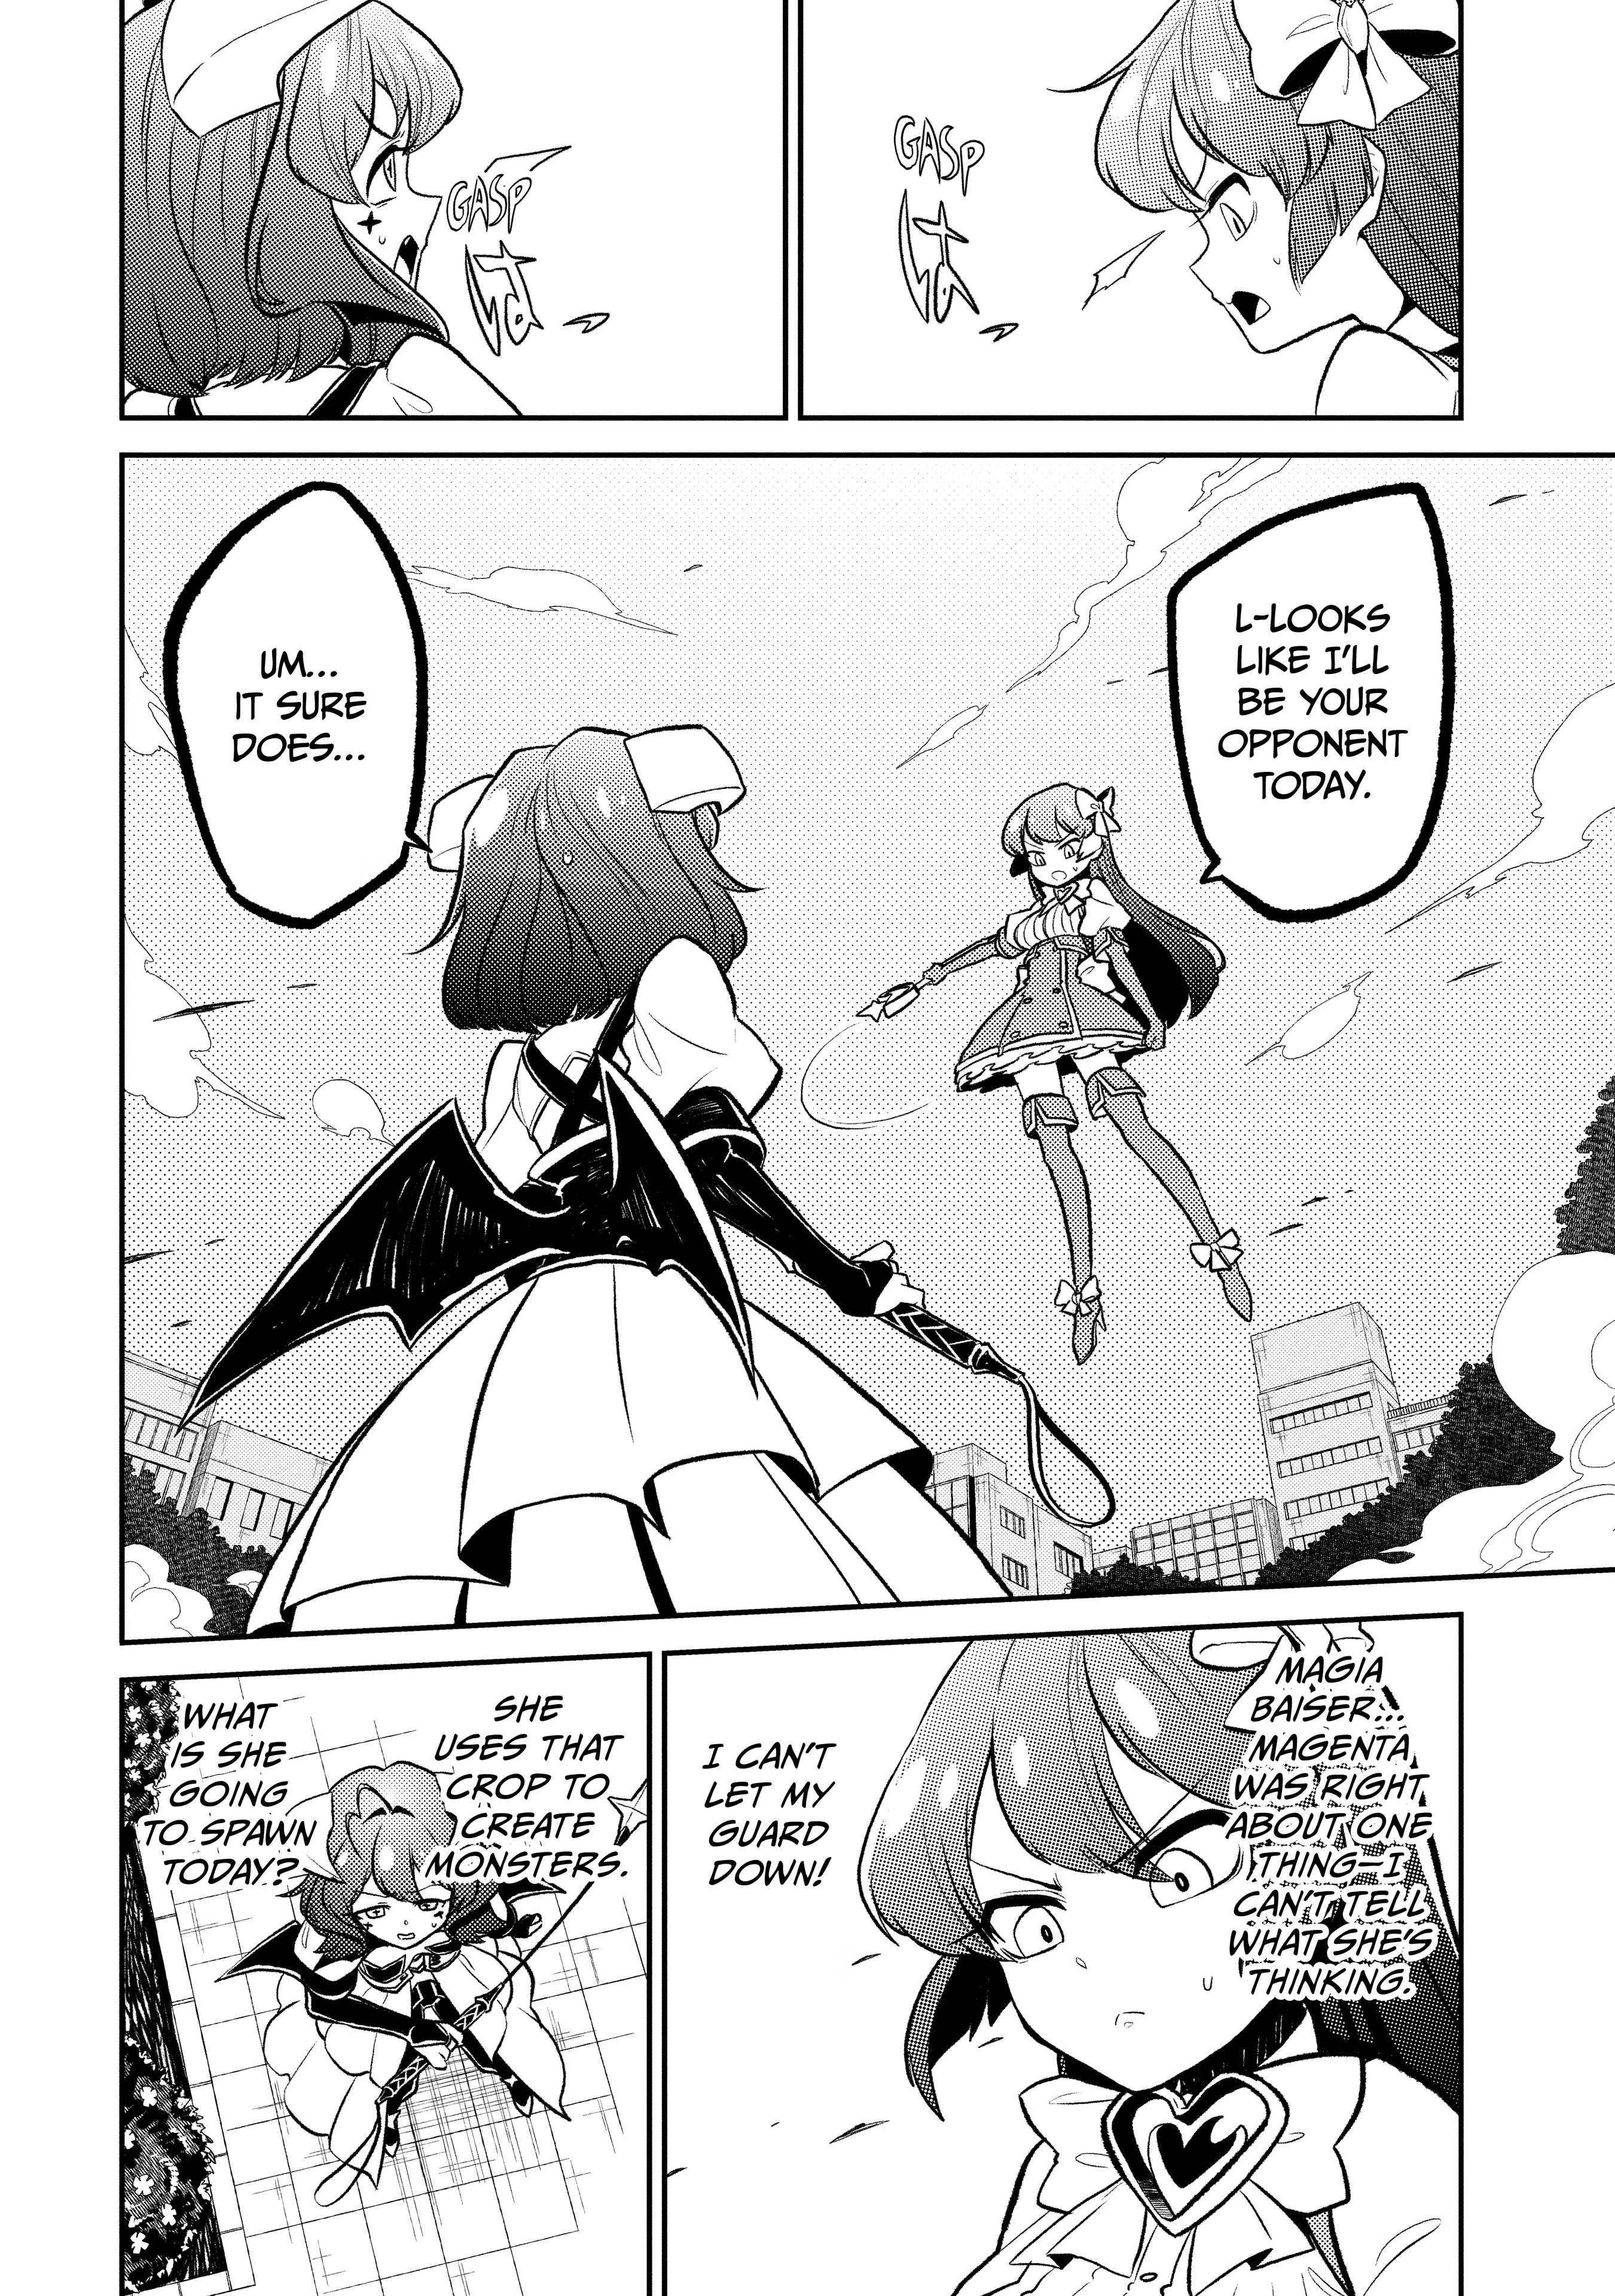 GASP
はっ
GASP
はっ
L-LOOKS
LIKE I'LL
BE YOUR
OPPONENT
TODAY.
UM...
IT SURE
DOES...
MAGIA
BAISER...
MAGENTA
WAS RIGHT
ABOUT ONE
THING—I
CAN'T TELL
WHAT SHE'S
THINKING.
I CAN'T
LET MY
GUARD
DOWN!
SHE
USES THAT
CROP TO
CREATE
MONSTERS.
WHAT
IS SHE
GOING
TO SPAWN
TODAY?